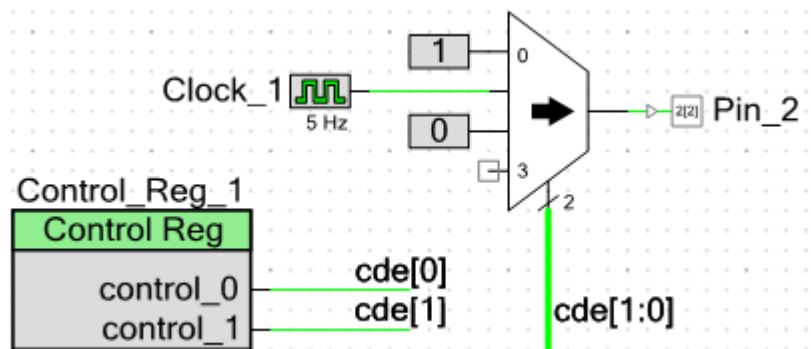 1
0
Clock_1
5 Hz
2[2]
Pin_2
0
3
2
Control_Reg_1
Control Reg
control_0
control_1
cde[0]
cde[1]
cde[1:0]